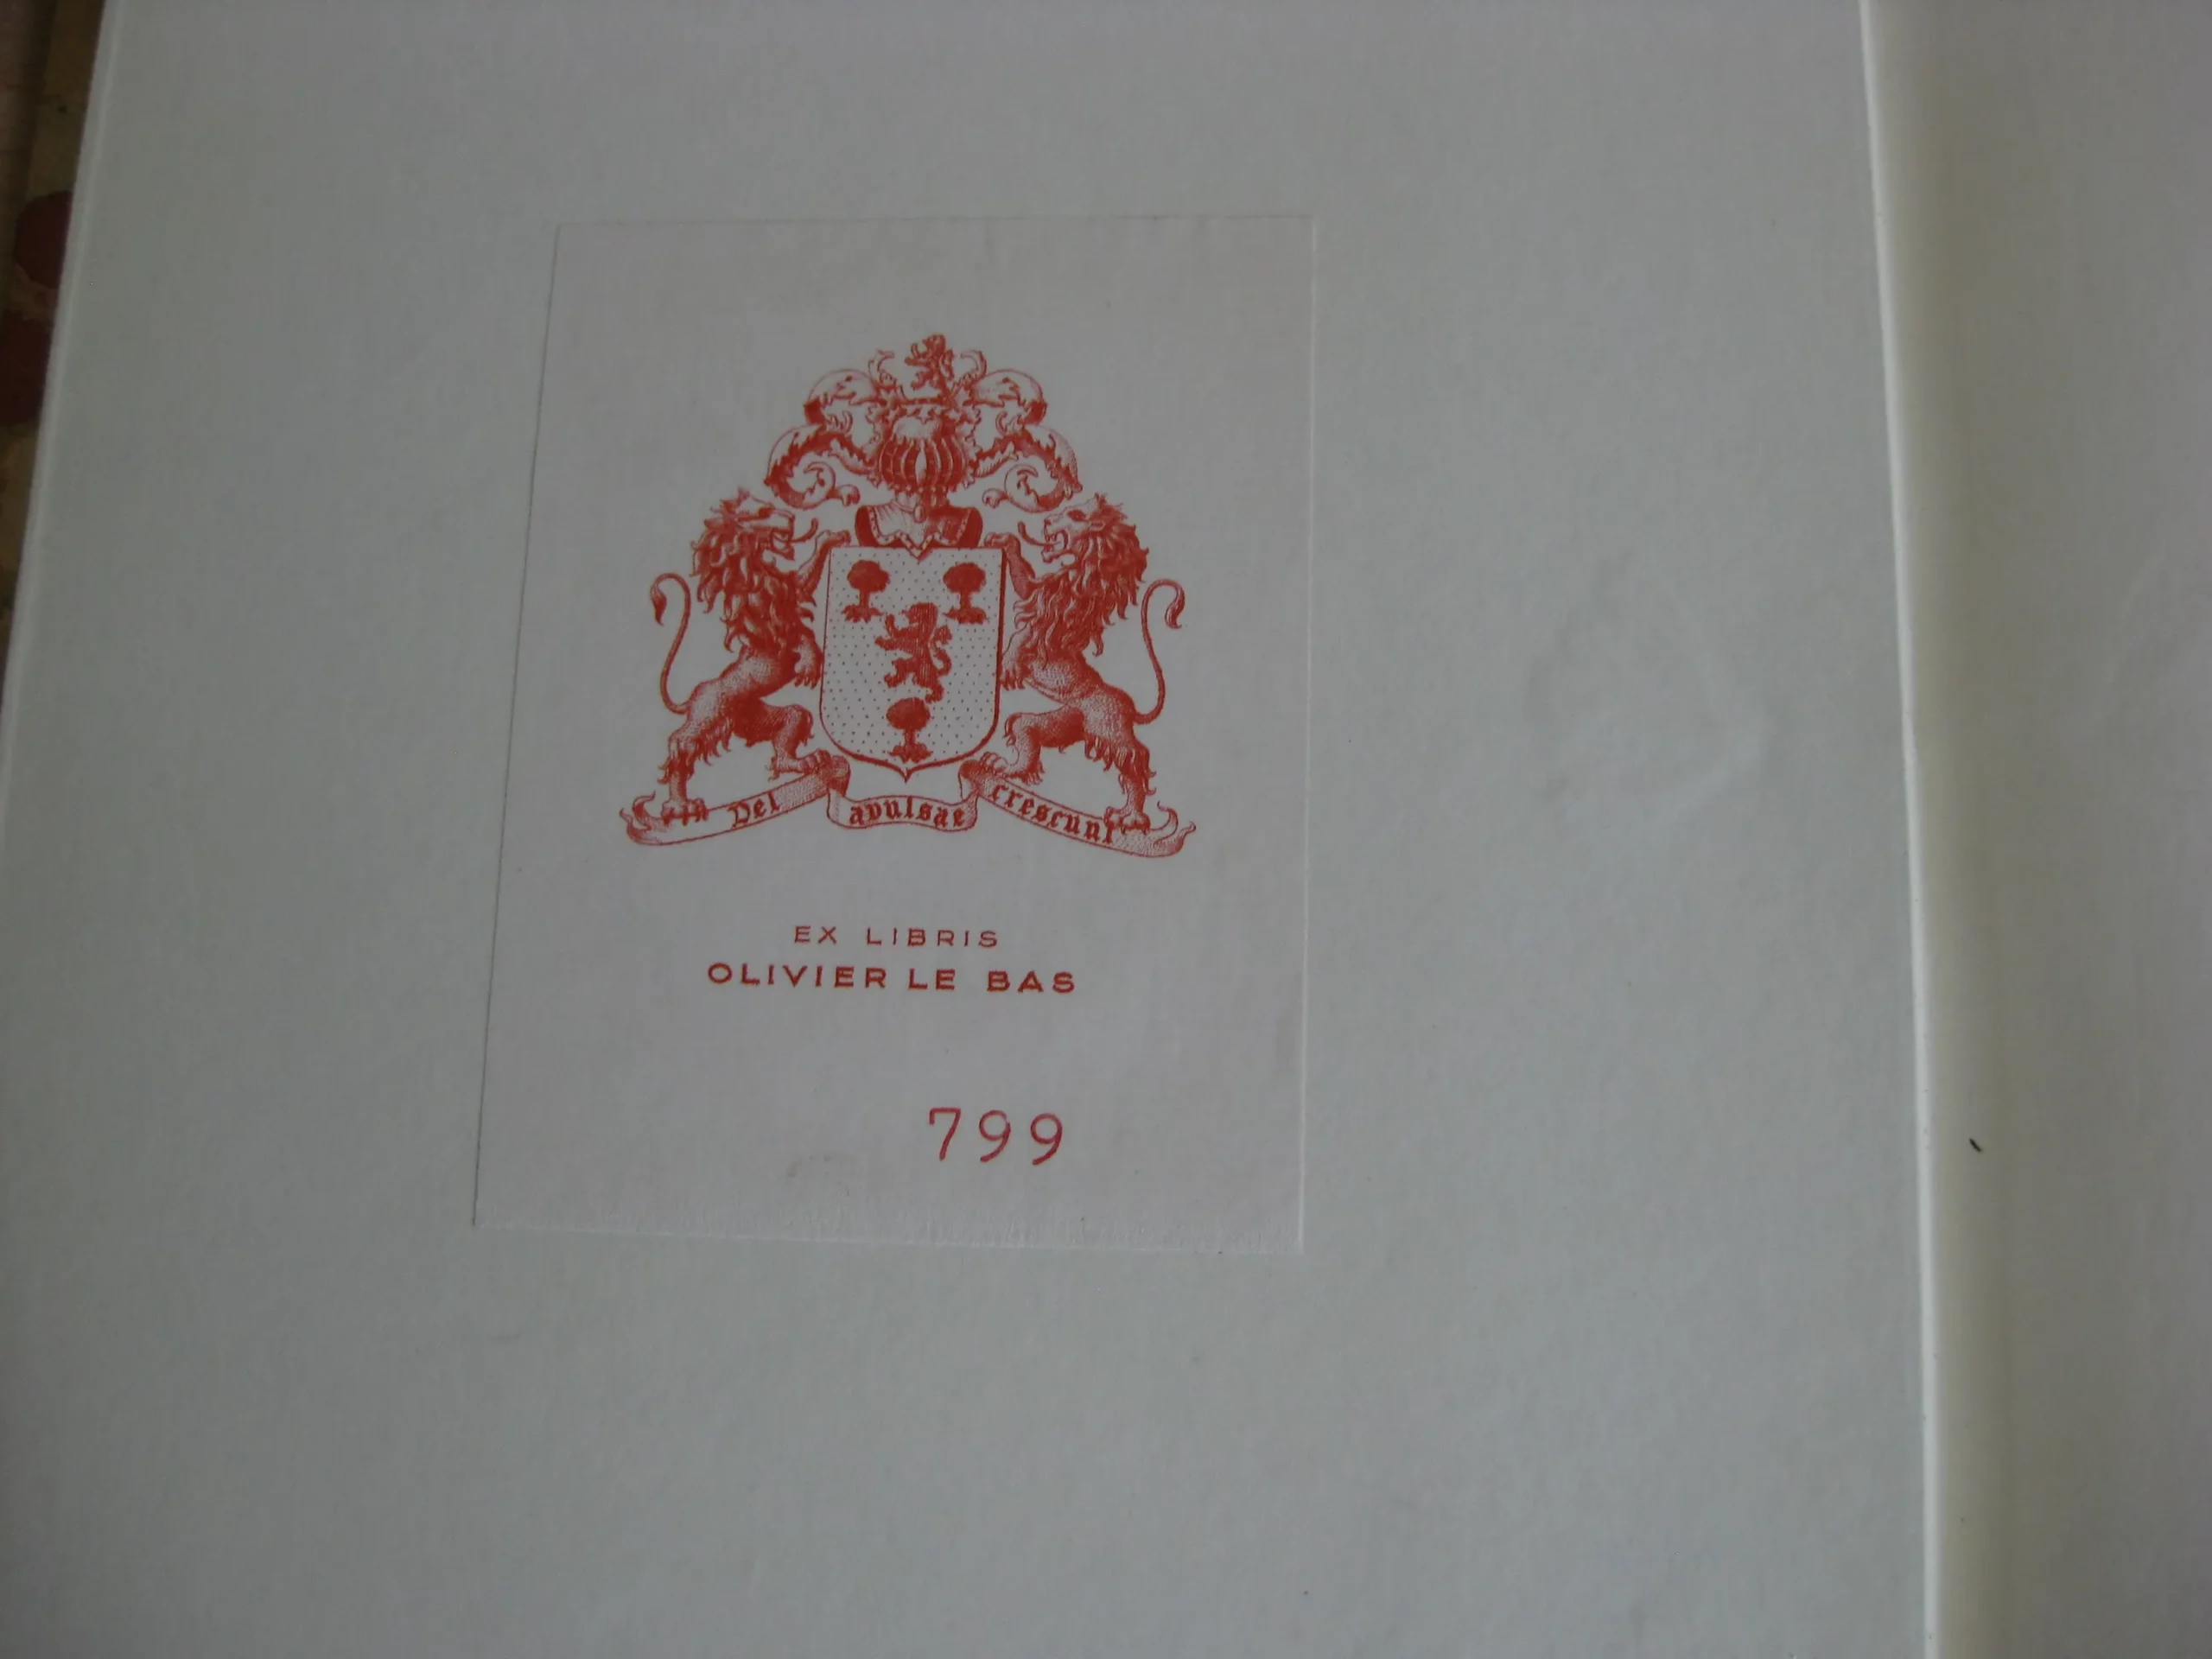 Vel avulsae crescunt
EX LIBRIS
OLIVIER LE BAS
799